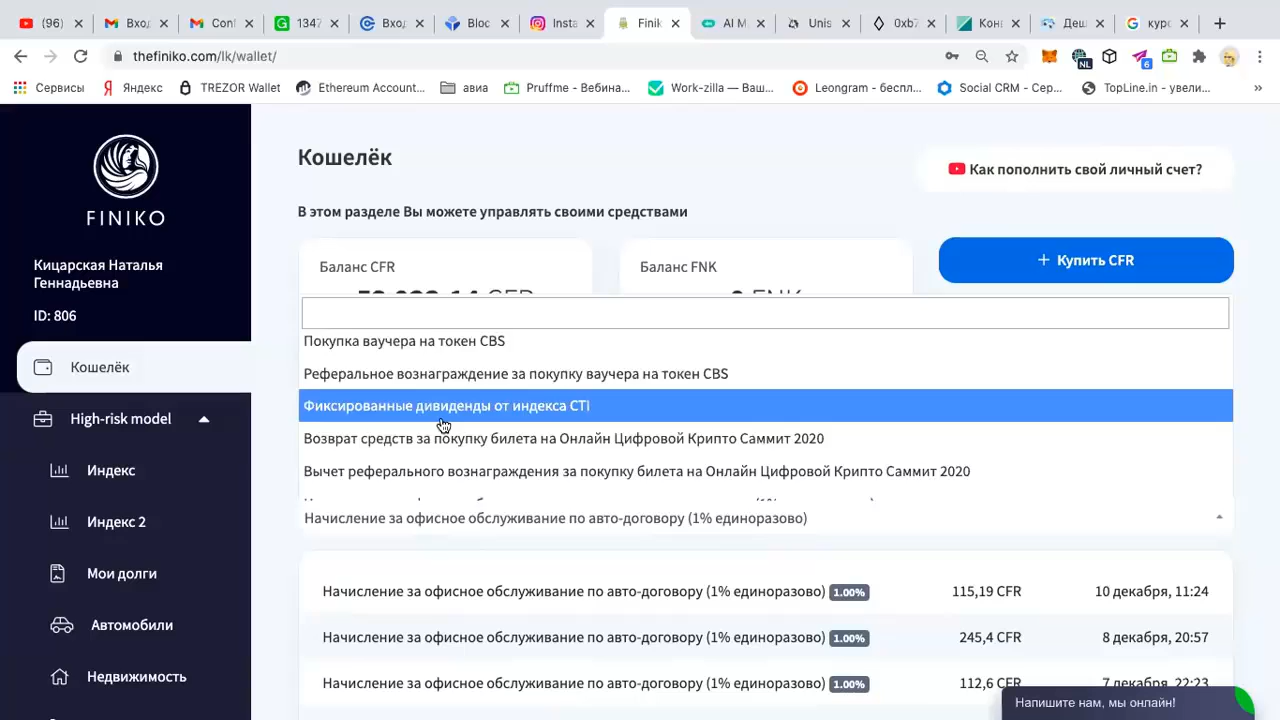 (96)
Вход
Conf
1347
Вход
Bloc
Insta
Finik
AI M
Unis
0xb7
Кон
Деш
курс
thefiniko.com/lk/wallet/
NL
6
Сервисы
Яндекс
TREZOR Wallet
Ethereum Account...
авиа
Pruffme - Вебина...
Work-zilla — Ваш...
Leongram - беспл...
Social CRM - Сер...
TopLine.in - увели...
»
FINIKO
Кицарская Наталья
Геннадьевна
ID: 806
Кошелёк
High-risk model
Индекс
Индекс 2
Мои долги
Автомобили
Недвижимость
Кошелёк
Как пополнить свой личный счет?
В этом разделе Вы можете управлять своими средствами
Баланс CFR
Баланс FNK
+ Купить CFR
Покупка ваучера на токен CBS
Реферальное вознаграждение за покупку ваучера на токен CBS
Фиксированные дивиденды от индекса CTI
Возврат средств за покупку билета на Онлайн Цифровой Крипто Саммит 2020
Вычет реферального вознаграждения за покупку билета на Онлайн Цифровой Крипто Саммит 2020
Начисление за офисное обслуживание по авто-договору (1% единоразово)
Начисление за офисное обслуживание по авто-договору (1% единоразово) 1.00% 115,19 CFR 10 декабря, 11:24
Начисление за офисное обслуживание по авто-договору (1% единоразово) 1.00% 245,4 CFR 8 декабря, 20:57
Начисление за офисное обслуживание по авто-договору (1% единоразово) 1.00% 112,6 CFR 7 декабря, 22:23
Напишите нам, мы онлайн!